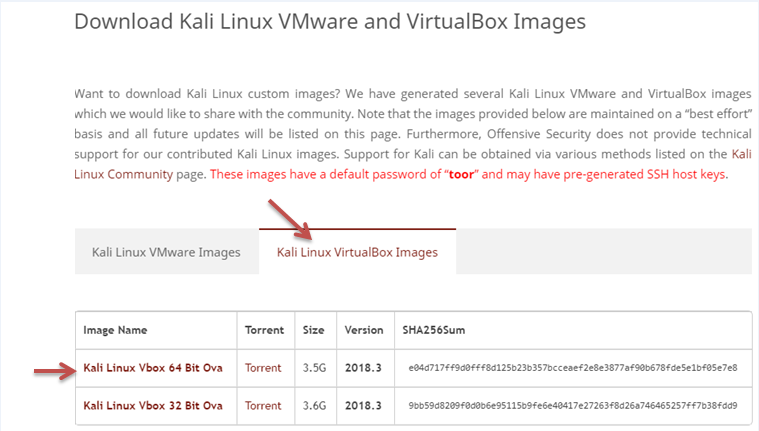 Download Kali Linux VMware and VirtualBox Images
Want to download Kali Linux custom images? We have generated several Kali Linux VMware and VirtualBox images
which we would like to share with the community. Note that the images provided below are maintained on a “best effort”
basis and all future updates will be listed on this page. Furthermore, Offensive Security does not provide technical
support for our contributed Kali Linux images. Support for Kali can be obtained via various methods listed on the Kali
Linux Community page. These images have a default password of “toor” and may have pre-generated SSH host keys.
Kali Linux VMware Images Kali Linux VirtualBox Images
Image Name Torrent Size Version SHA256Sum
Kali Linux Vbox 64 Bit Ova Torrent 3.5G 2018.3 e04d717ff9d0fff8d125b23b357bcceaef2e8e3877af90b678fde5e1bf05e7e8
Kali Linux Vbox 32 Bit Ova Torrent 3.6G 2018.3 9bb59d8209f0d0b6e95115b9fe6e40417e27263f8d26a746465257ff7b38fdd9